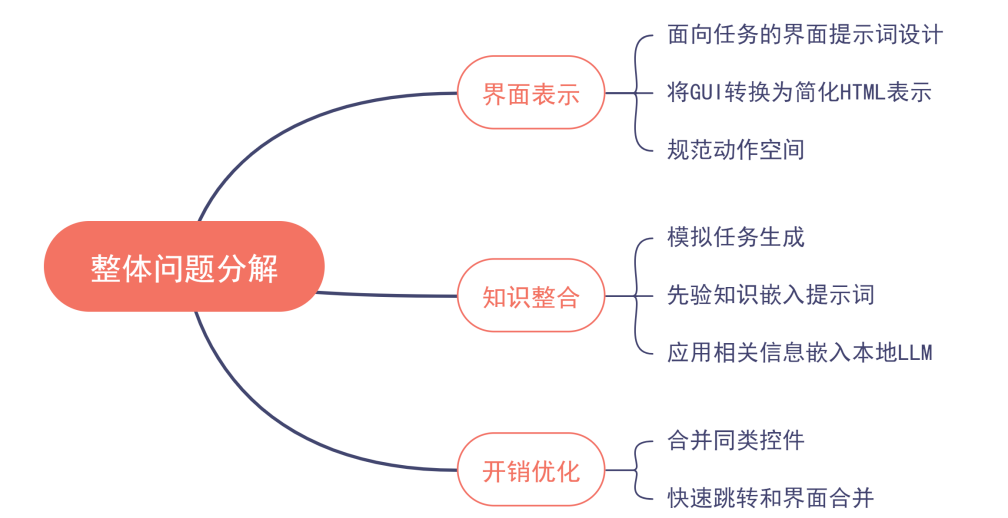 整体问题分解
界面表示
面向任务的界面提示词设计
将GUI转换为简化HTML表示
规范动作空间
知识整合
模拟任务生成
先验知识嵌入提示词
应用相关信息嵌入本地LLM
开销优化
合并同类控件
快速跳转和界面合并